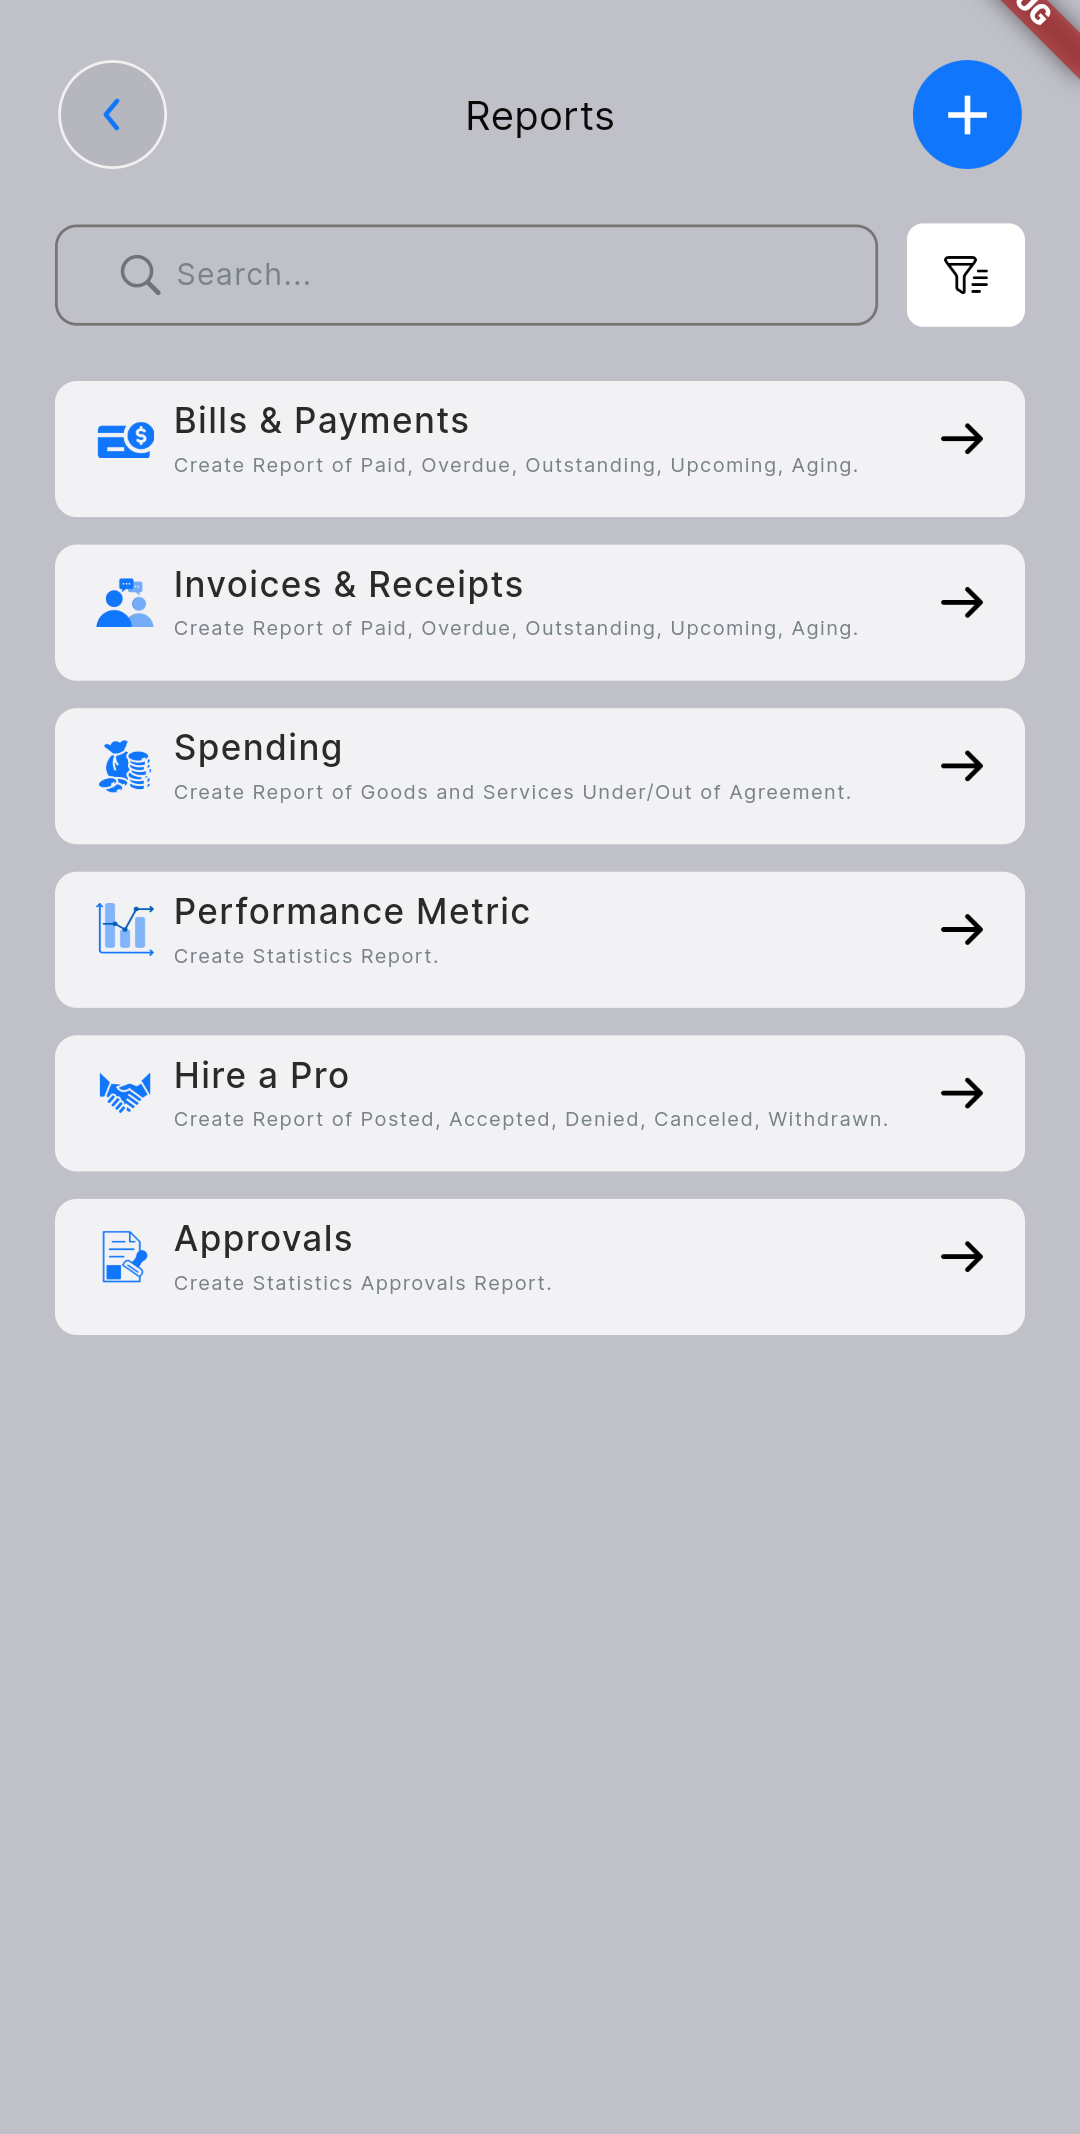 UG
Reports
Search...
Bills & Payments
Create Report of Paid, Overdue, Outstanding, Upcoming, Aging.
Invoices & Receipts
Create Report of Paid, Overdue, Outstanding, Upcoming, Aging.
Spending
Create Report of Goods and Services Under/Out of Agreement.
Performance Metric
Create Statistics Report.
Hire a Pro
Create Report of Posted, Accepted, Denied, Canceled, Withdrawn.
Approvals
Create Statistics Approvals Report.